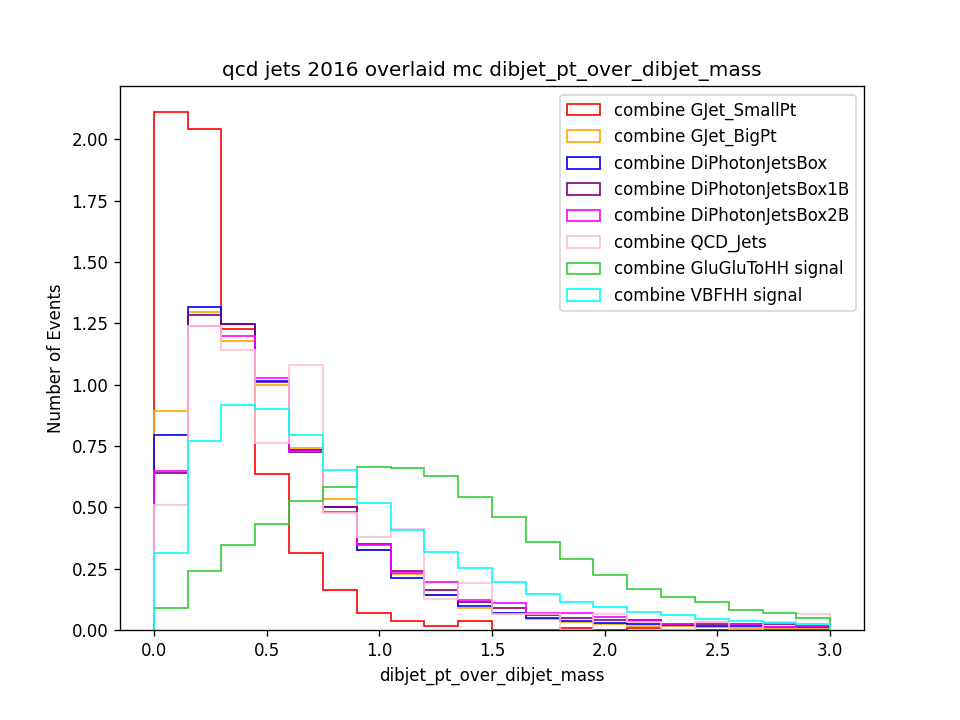 qcd jets 2016 overlaid mc dibjet_pt_over_dibjet_mass
combine GJet_SmallPt
combine GJet_BigPt
combine DiPhotonJetsBox
combine DiPhotonJetsBox1B
combine DiPhotonJetsBox2B
combine QCD_Jets
combine GluGluToHH signal
combine VBFHH signal
Number of Events
2.00
1.75
1.50
1.25
1.00
0.75
0.50
0.25
0.00
0.0 0.5 1.0 1.5 2.0 2.5 3.0
dibjet_pt_over_dibjet_mass